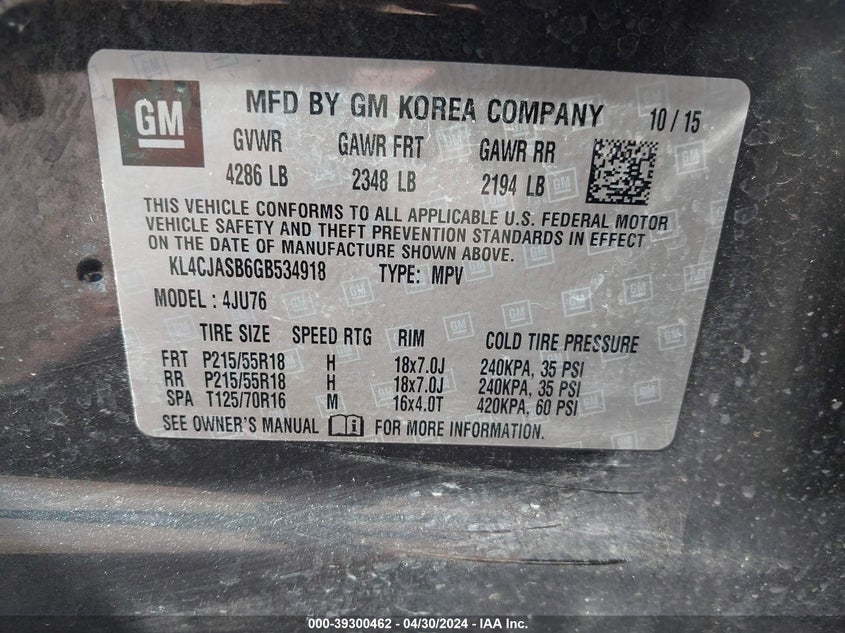 GM MFD BY GM KOREA COMPANY 10/15
GVWR GAWR FRT GAWR RR
4286 LB 2348 LB 2194 LB
THIS VEHICLE CONFORMS TO ALL APPLICABLE U.S. FEDERAL MOTOR
VEHICLE SAFETY AND THEFT PREVENTION STANDARDS IN EFFECT
ON THE DATE OF MANUFACTURE SHOWN ABOVE.
KL4CJASB6GB534918 TYPE: MPV
MODEL : 4JU76
TIRE SIZE SPEED RTG RIM COLD TIRE PRESSURE
FRT P215/55R18 H 18x7.0J 240KPA, 35 PSI
RR P215/55R18 H 18x7.0J 240KPA, 35 PSI
SPA T125/70R16 M 16x4.0T 420KPA, 60 PSI
SEE OWNER'S MANUAL i FOR MORE INFORMATION.
000-39300462 - 04/30/2024 - IAA Inc.